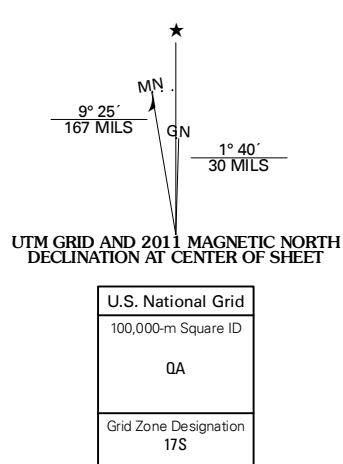 ★
MN
9° 25´
167 MILS
GN
1° 40´
30 MILS
UTM GRID AND 2011 MAGNETIC NORTH
DECLINATION AT CENTER OF SHEET
U.S. National Grid
100,000-m Square ID
QA
Grid Zone Designation
17S